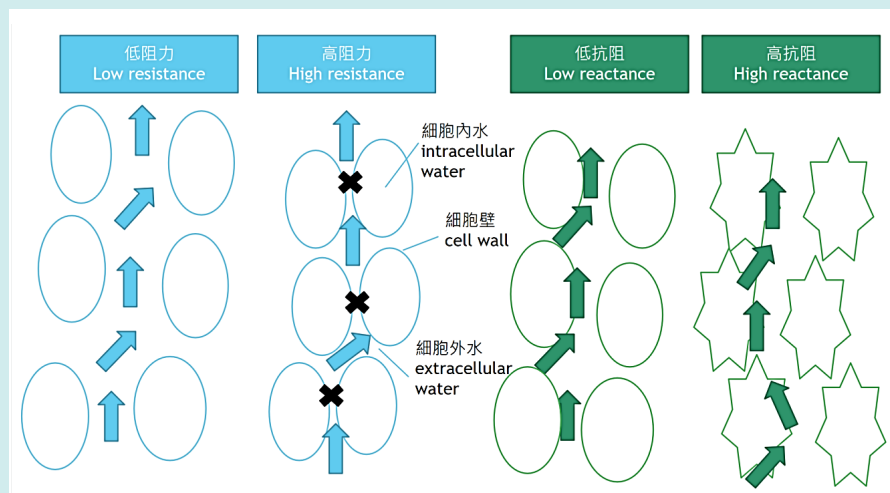 低阻力
Low resistance
高阻力
High resistance
低抗阻
Low reactance
高抗阻
High reactance
細胞內水
intracellular
water
細胞壁
cell wall
細胞外水
extracellular
water